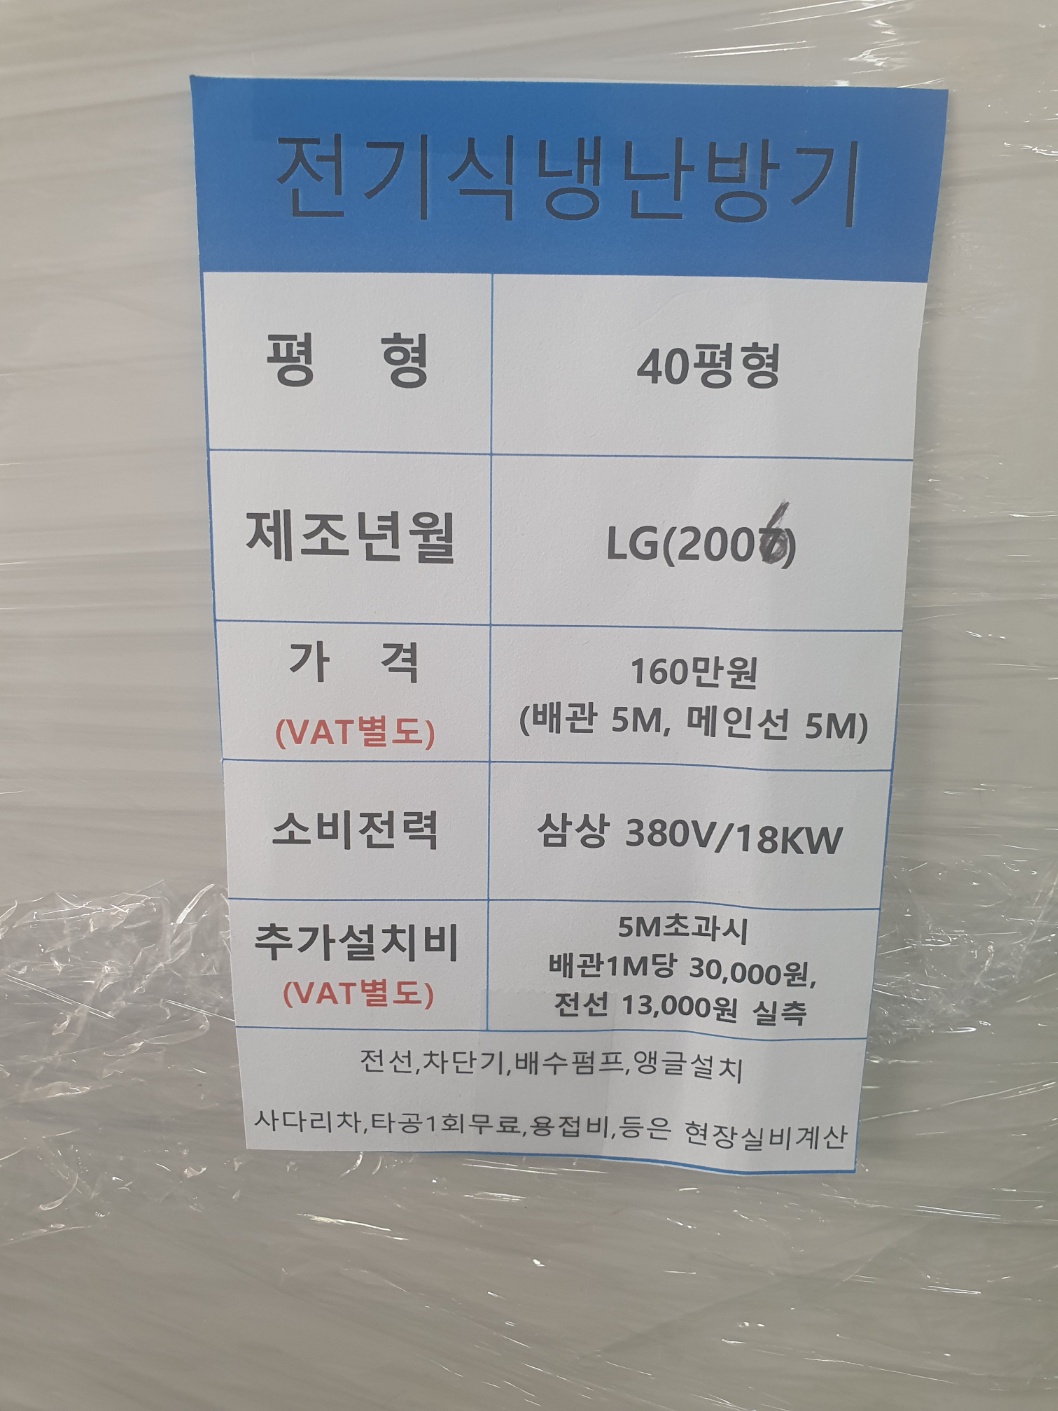 전기식냉난방기
평 형
40평형
제조년월
LG(2006)
가 격
(VAT별도)
160만원
(배관 5M, 메인선 5M)
소비전력
삼상 380V/18KW
추가설치비
(VAT별도)
5M초과시
배관1M당 30,000원,
전선 13,000원 실측
전선,차단기,배수펌프,앵글설치
사다리차,타공1회무료,용접비,등은 현장실비계산